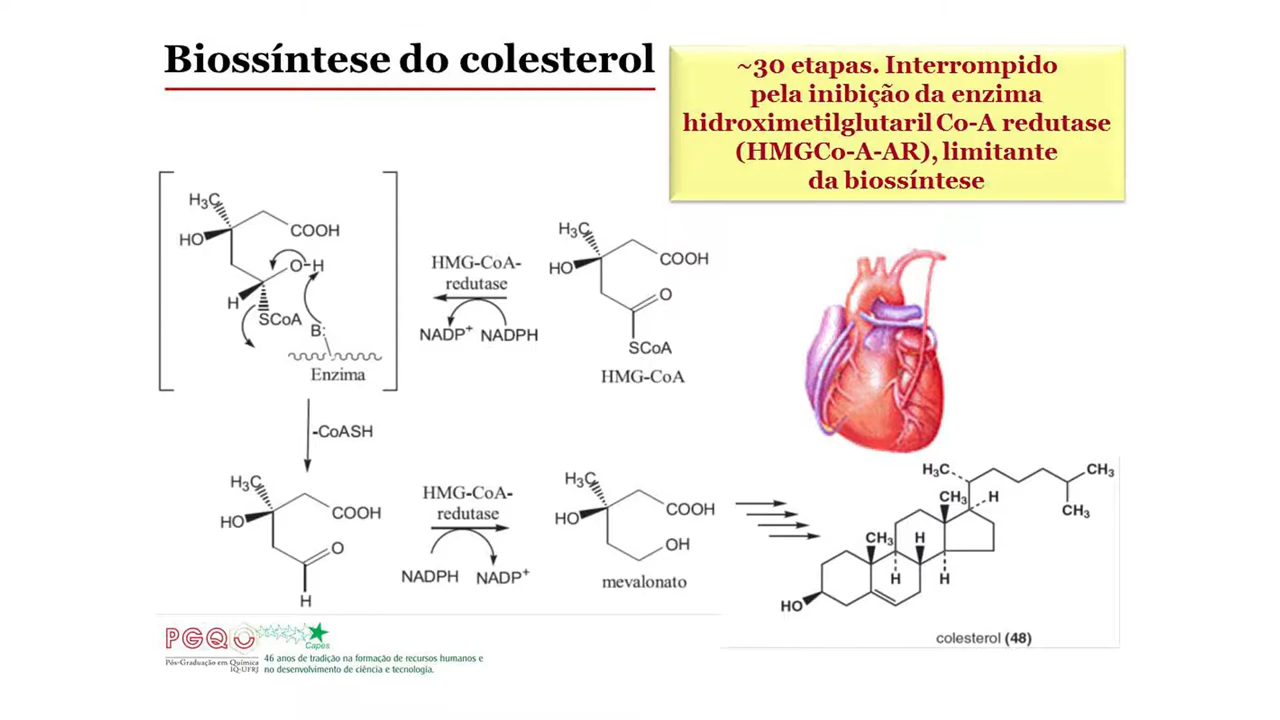 Biossíntese do colesterol
~30 etapas. Interrompido
pela inibição da enzima
hidroximetilglutaril Co-A redutase
(HMGCo-A-AR), limitante
da biossíntese
H₃C
HO
COOH
O-H
H
SCoA
B:
Enzima
HMG-CoA-
redutase
NADP⁺ NADPH
H₃C
HO
COOH
O
SCoA
HMG-CoA
-CoASH
H₃C
HO
COOH
O
H
HMG-CoA-
redutase
NADPH NADP⁺
H₃C
HO
COOH
OH
mevalonato
H₃C
CH₃
CH₃
CH₃
H
CH₃
H
H
H
HO
colesterol (48)
PGQU
Capes
Pós-Graduação em Química
IQ-UFRJ
46 anos de tradição na formação de recursos humanos e
no desenvolvimento de ciência e tecnologia.